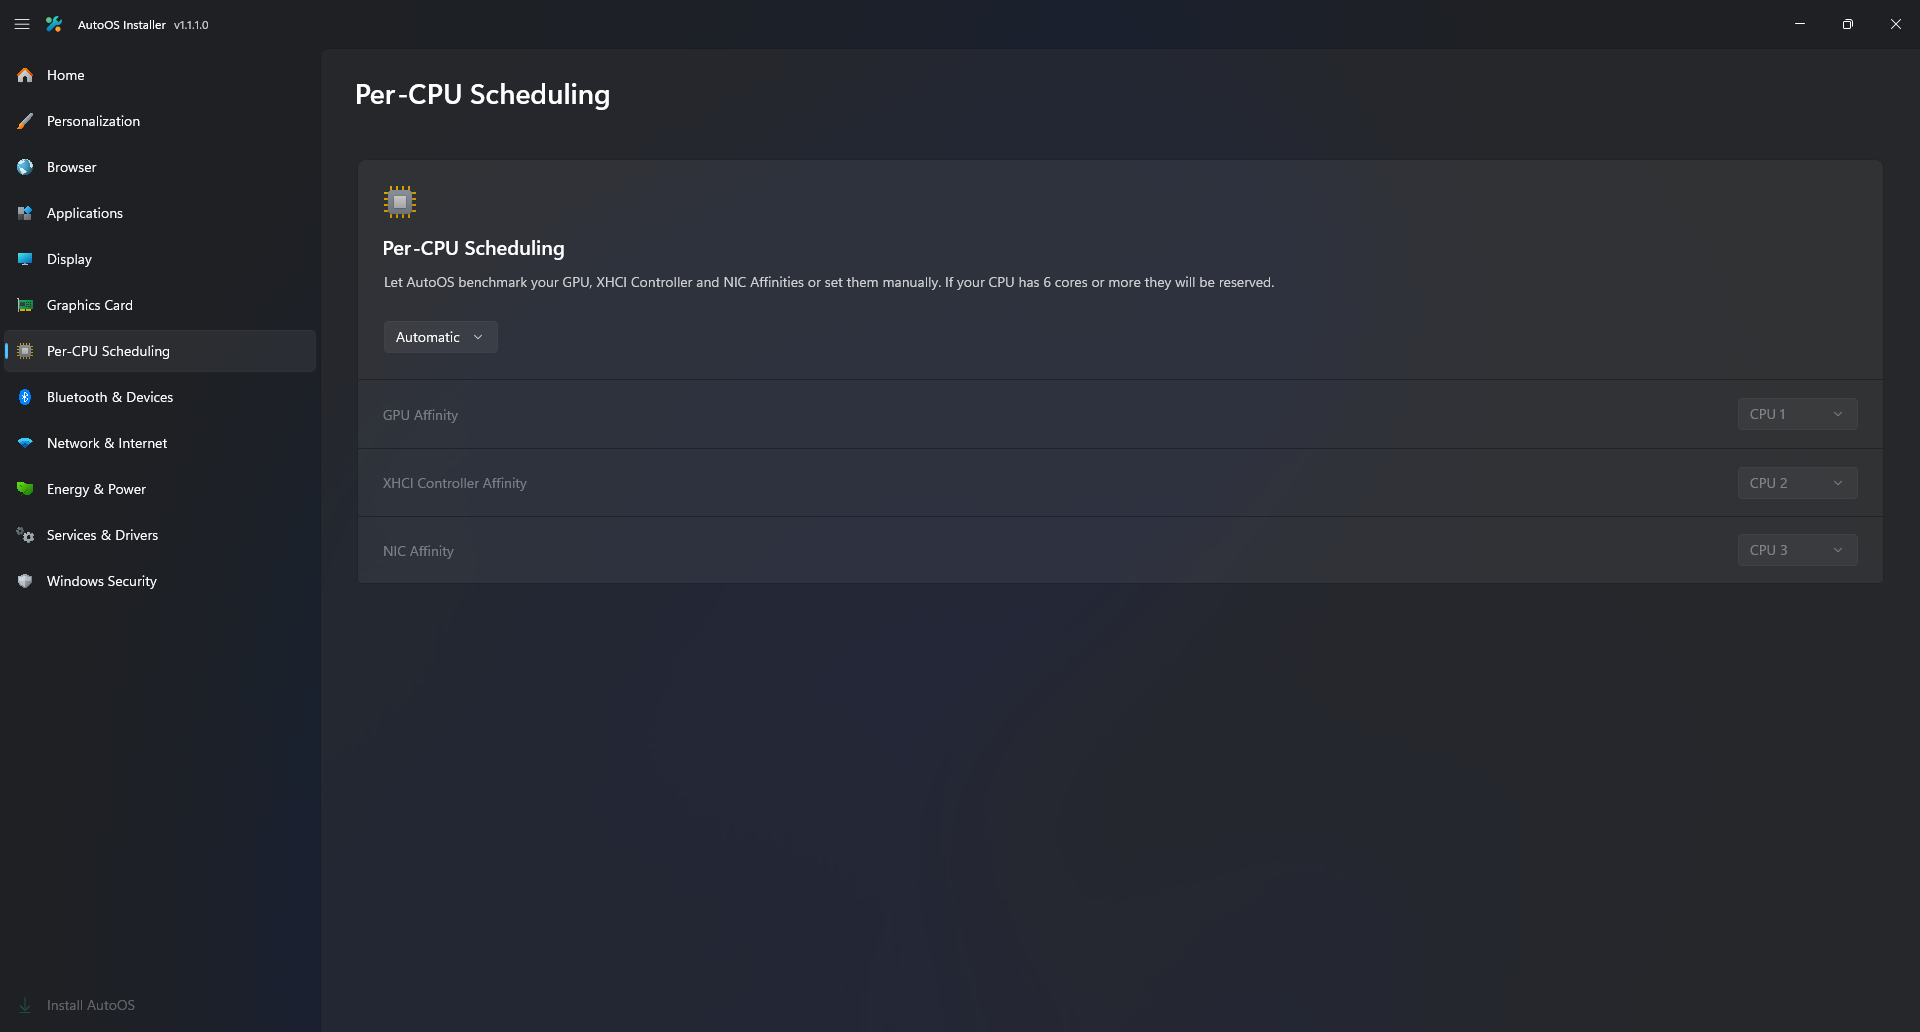 AutoOS Installer v1.1.1.0
Home
Personalization
Browser
Applications
Display
Graphics Card
Per-CPU Scheduling
Bluetooth & Devices
Network & Internet
Energy & Power
Services & Drivers
Windows Security
Install AutoOS
Per-CPU Scheduling
Per-CPU Scheduling
Let AutoOS benchmark your GPU, XHCI Controller and NIC Affinities or set them manually. If your CPU has 6 cores or more they will be reserved.
Automatic
GPU Affinity CPU 1
XHCI Controller Affinity CPU 2
NIC Affinity CPU 3